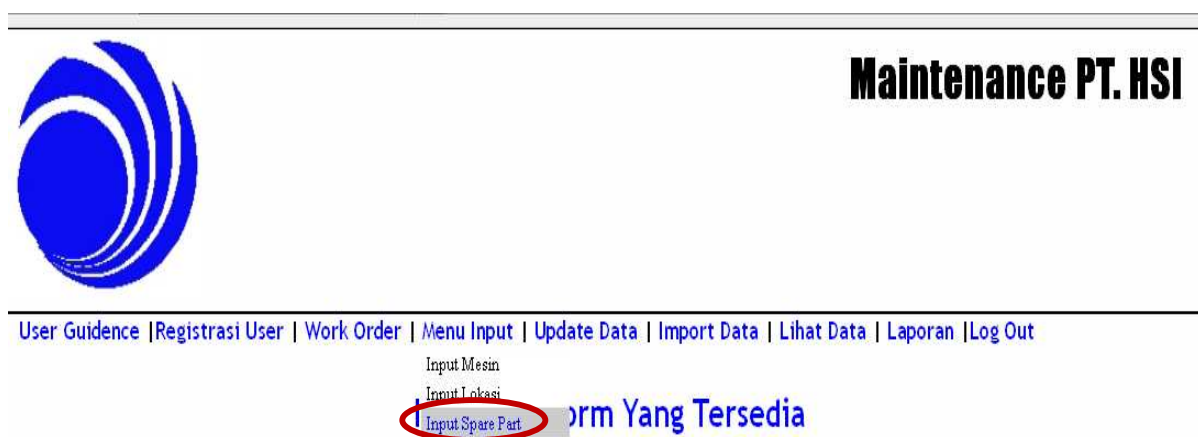 Maintenance PT. HSI
User Guidence |Registrasi User | Work Order | Menu Input | Update Data | Import Data | Lihat Data | Laporan |Log Out
Input Mesin
Input Lokasi
Yang Tersedia
Input Spare Part